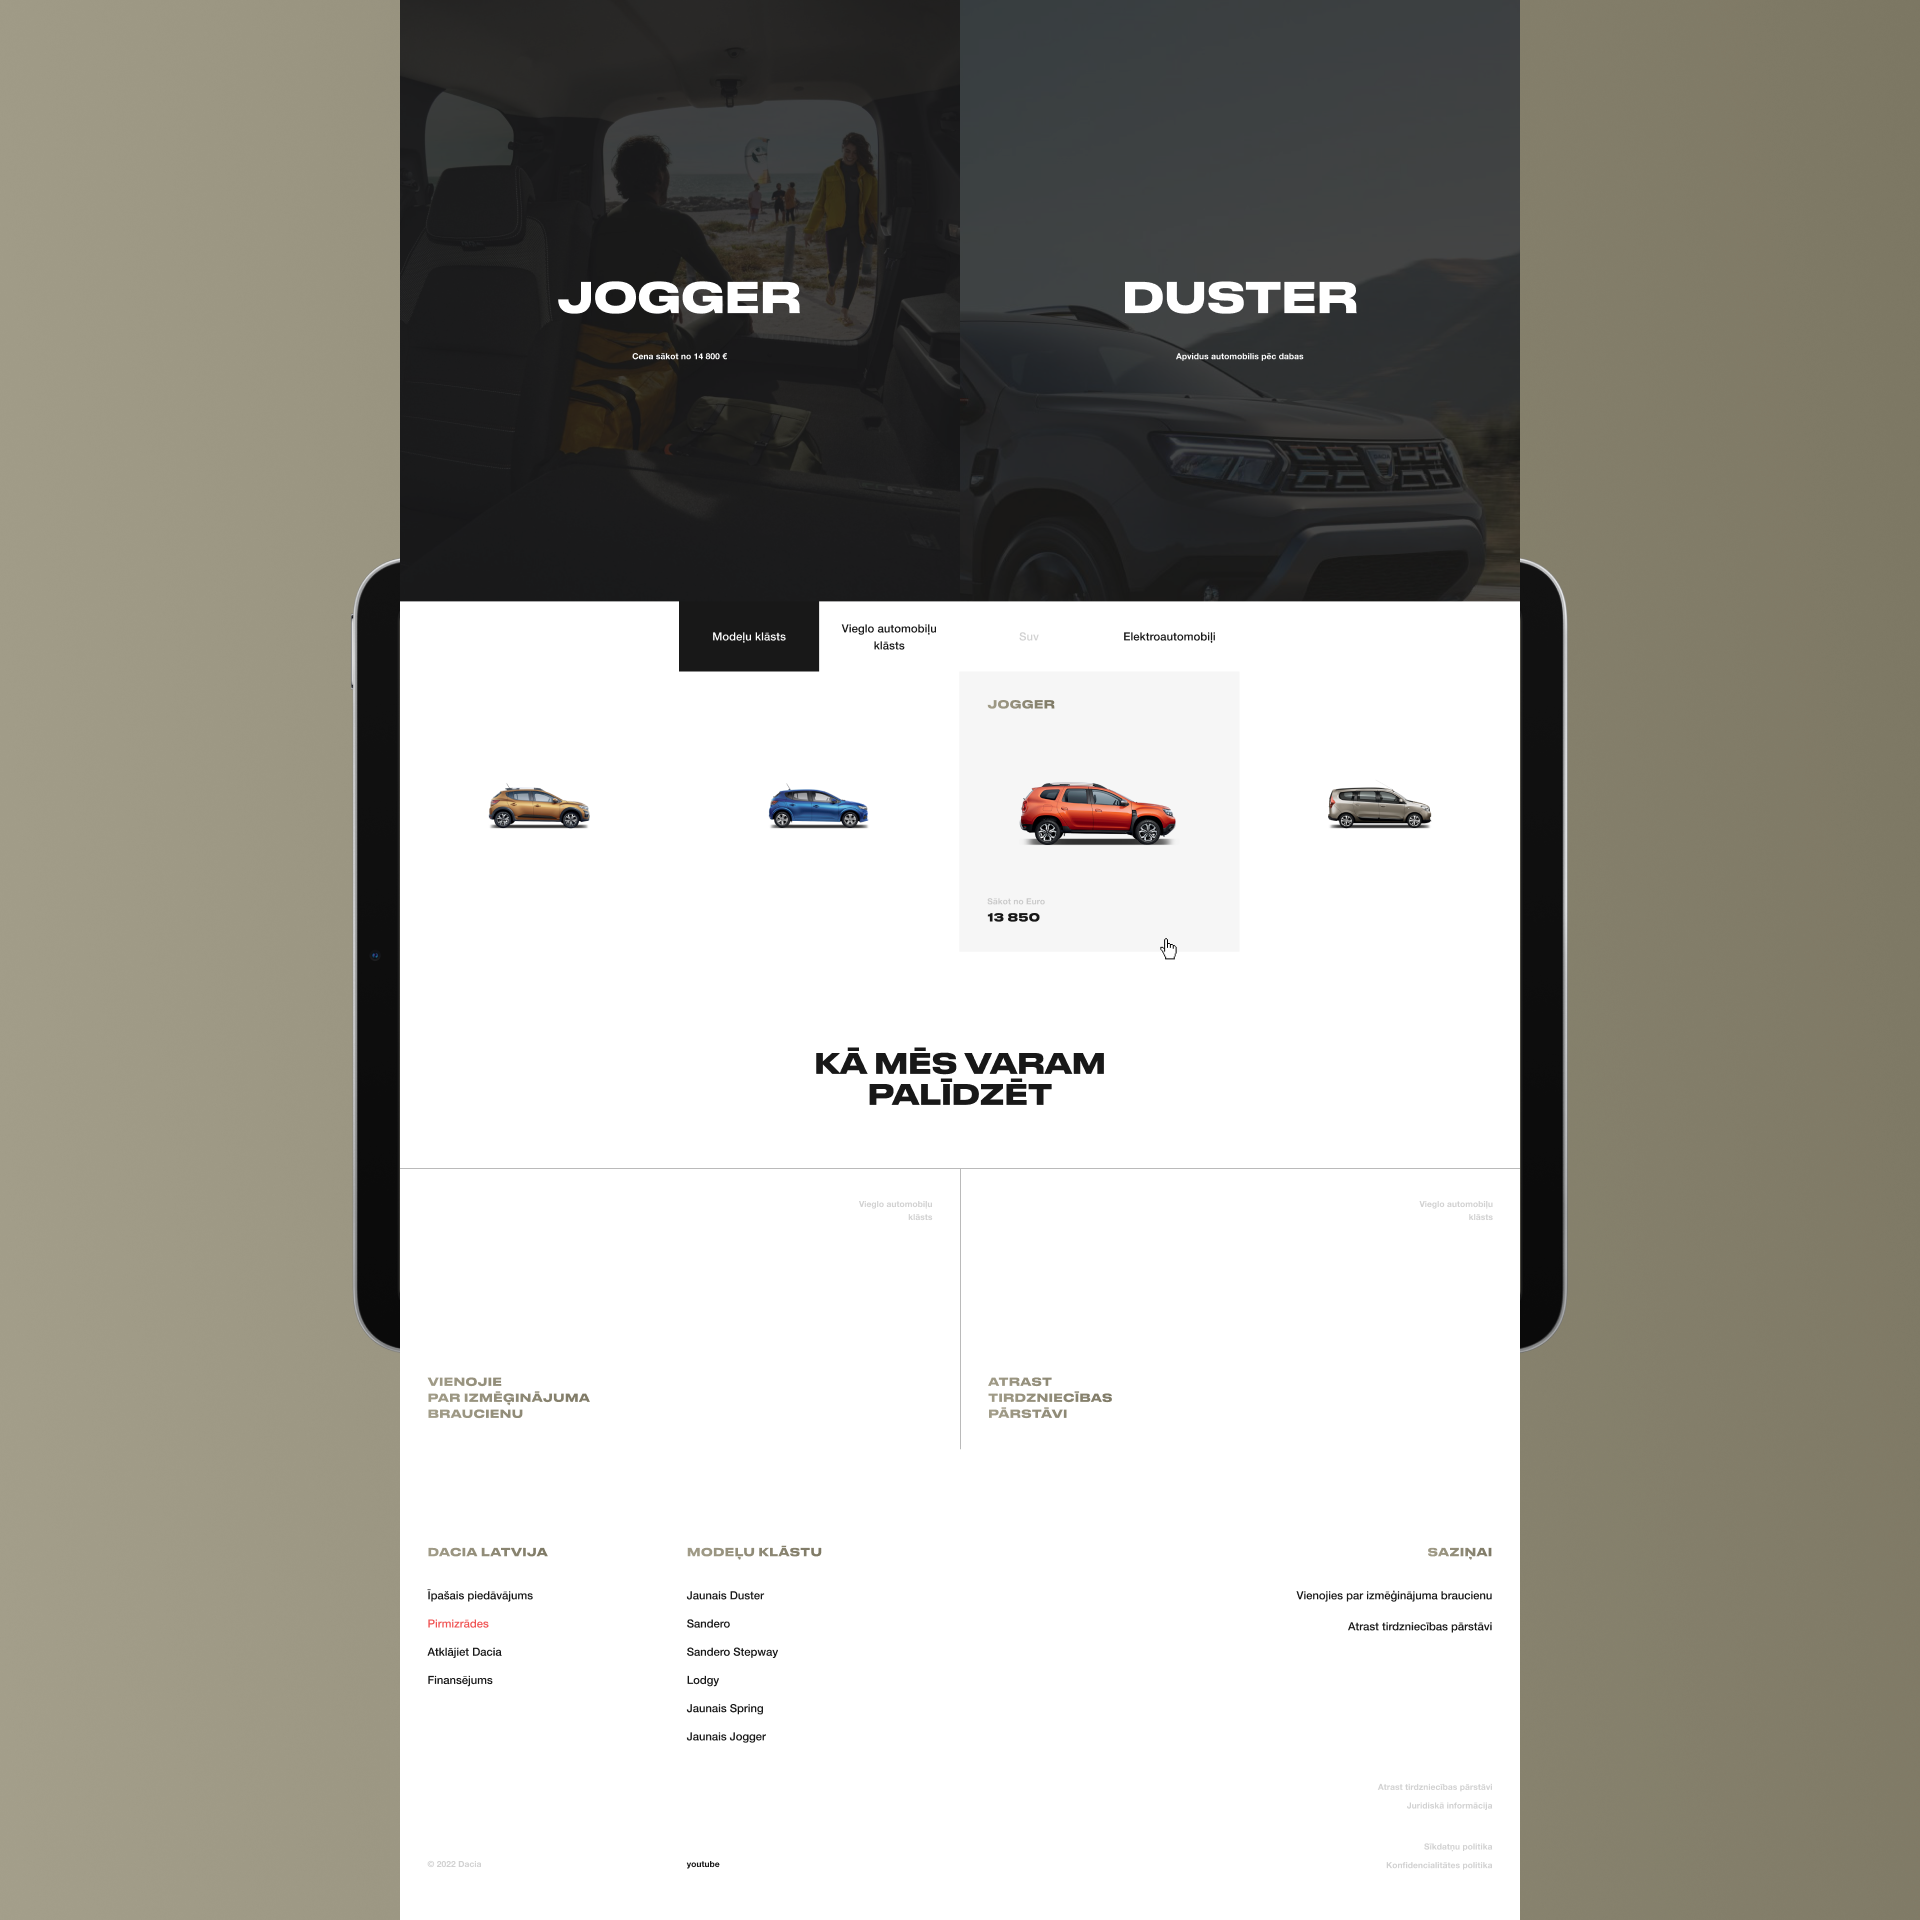 JOGGER
Cena sākot no 14 800 €
DUSTER
Apvidus automobilis pēc dabas
Modeļu klāsts
Vieglo automobiļu
klāsts
Suv
Elektroautomobiļi
JOGGER
Sākot no Euro
13 850
KĀ MĒS VARAM
PALĪDZĒT
Vieglo automobiļu
klāsts
VIENOJIE
PAR IZMĒĢINĀJUMA
BRAUCIENU
Vieglo automobiļu
klāsts
ATRAST
TIRDZNIECĪBAS
PĀRSTĀVI
DACIA LATVIJA
Īpašais piedāvājums
Pirmizrādes
Atklājiet Dacia
Finansējums
MODEĻU KLĀSTU
Jaunais Duster
Sandero
Sandero Stepway
Lodgy
Jaunais Spring
Jaunais Jogger
SAZIŅAI
Vienojies par izmēģinājuma braucienu
Atrast tirdzniecības pārstāvi
Atrast tirdzniecības pārstāvi
Juridiskā informācija
Sīkdatņu politika
Konfidencialitātes politika
© 2022 Dacia
youtube